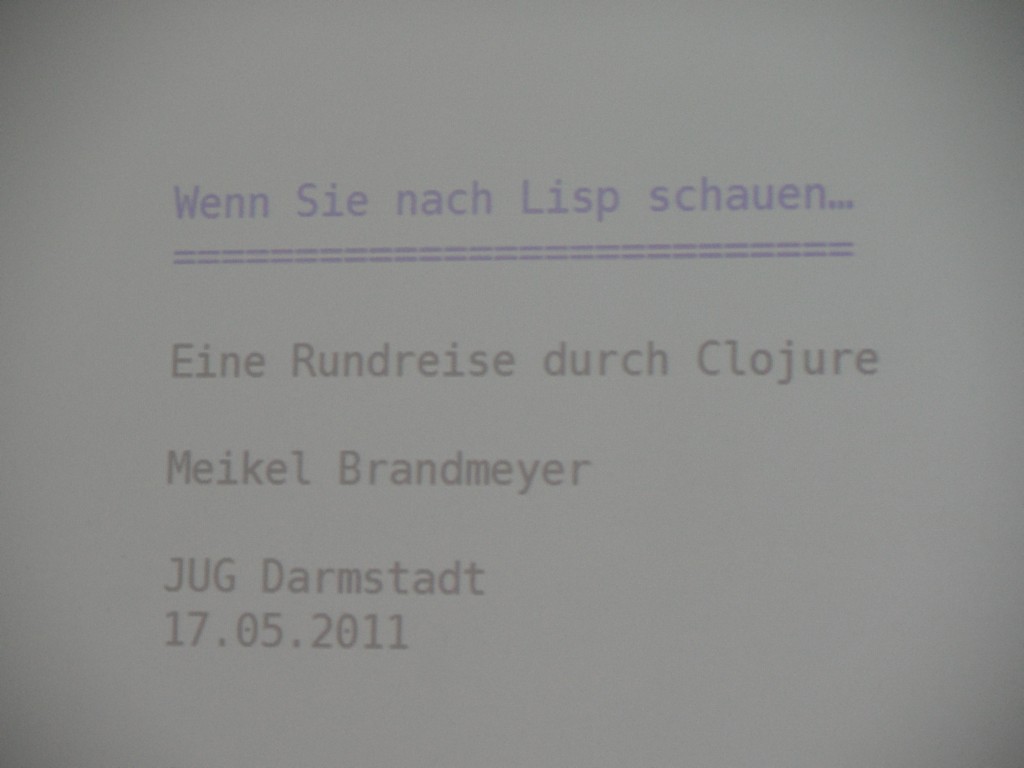 Wenn Sie nach Lisp schauen…
============================
Eine Rundreise durch Clojure
Meikel Brandmeyer
JUG Darmstadt
17.05.2011